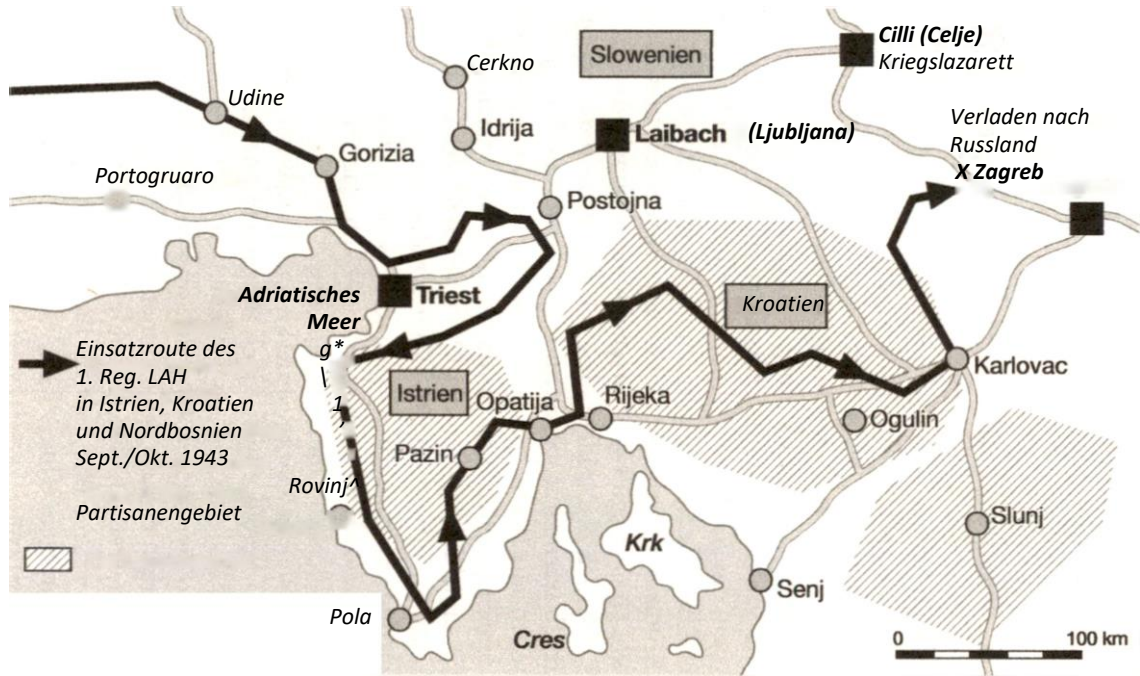 Cilli (Celje)
Kriegslazarett
Slowenien
Cerkno
Udine
Idrija
Laibach (Ljubljana)
Verladen nach
Russland
X Zagreb
Gorizia
Portogruaro
Postojna
Adriatisches
Meer
Triest
g*
\
1,
Kroatien
Einsatzroute des
1. Reg. LAH
in Istrien, Kroatien
und Nordbosnien
Sept./Okt. 1943
Karlovac
Istrien
Opatija
Rijeka
Ogulin
Pazin
Rovinj^
Partisanengebiet
Slunj
Krk
Senj
Pola
Cres
0 100 km